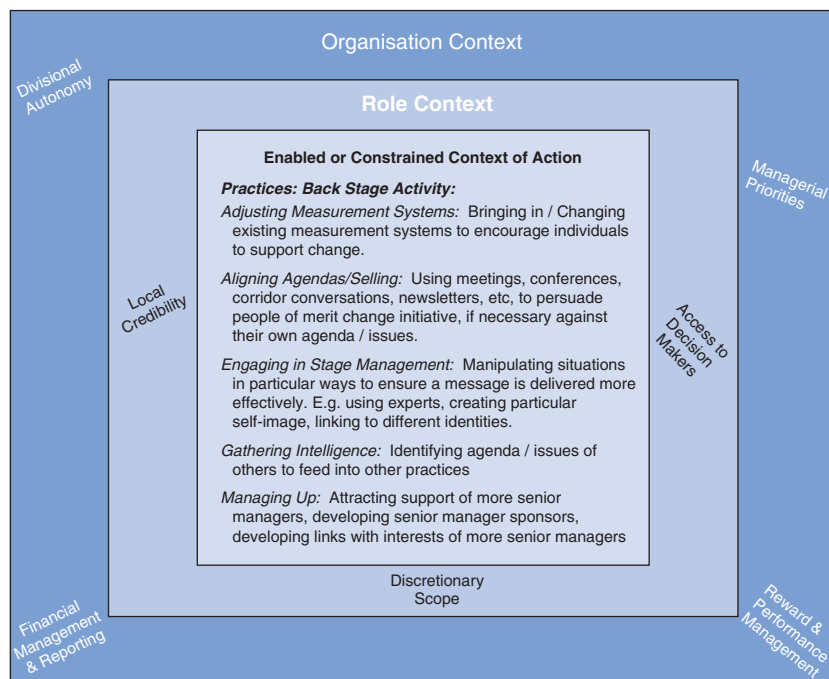 Organisation Context
Divisional
Autonomy
Role Context
Managerial
Priorities
Enabled or Constrained Context of Action
Practices: Back Stage Activity:
Adjusting Measurement Systems: Bringing in / Changing
existing measurement systems to encourage individuals
to support change.
Aligning Agendas/Selling: Using meetings, conferences,
corridor conversations, newsletters, etc, to persuade
people of merit change initiative, if necessary against
their own agenda / issues.
Engaging in Stage Management: Manipulating situations
in particular ways to ensure a message is delivered more
effectively. E.g. using experts, creating particular
self-image, linking to different identities.
Gathering Intelligence: Identifying agenda / issues of
others to feed into other practices
Managing Up: Attracting support of more senior
managers, developing senior manager sponsors,
developing links with interests of more senior managers
Local
Credibility
Access to
Decision
Makers
Discretionary
Scope
Financial
Management
& Reporting
Reward &
Performance
Management